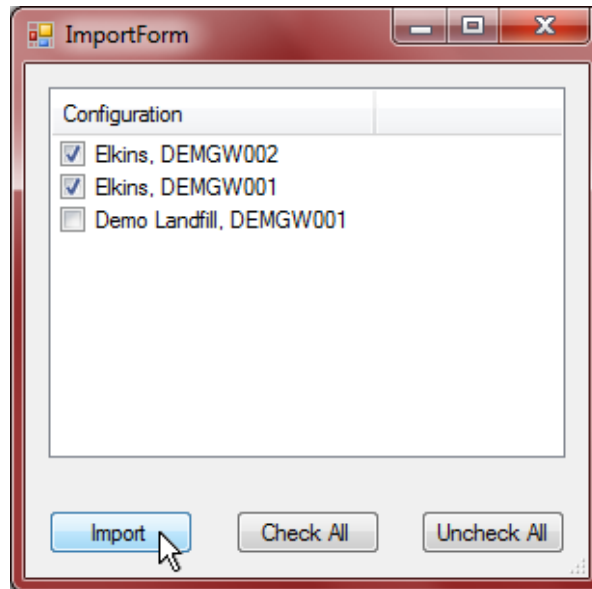 ImportForm
Configuration
Elkins, DEMGW002
Elkins, DEMGW001
Demo Landfill, DEMGW001
Import Check All Uncheck All